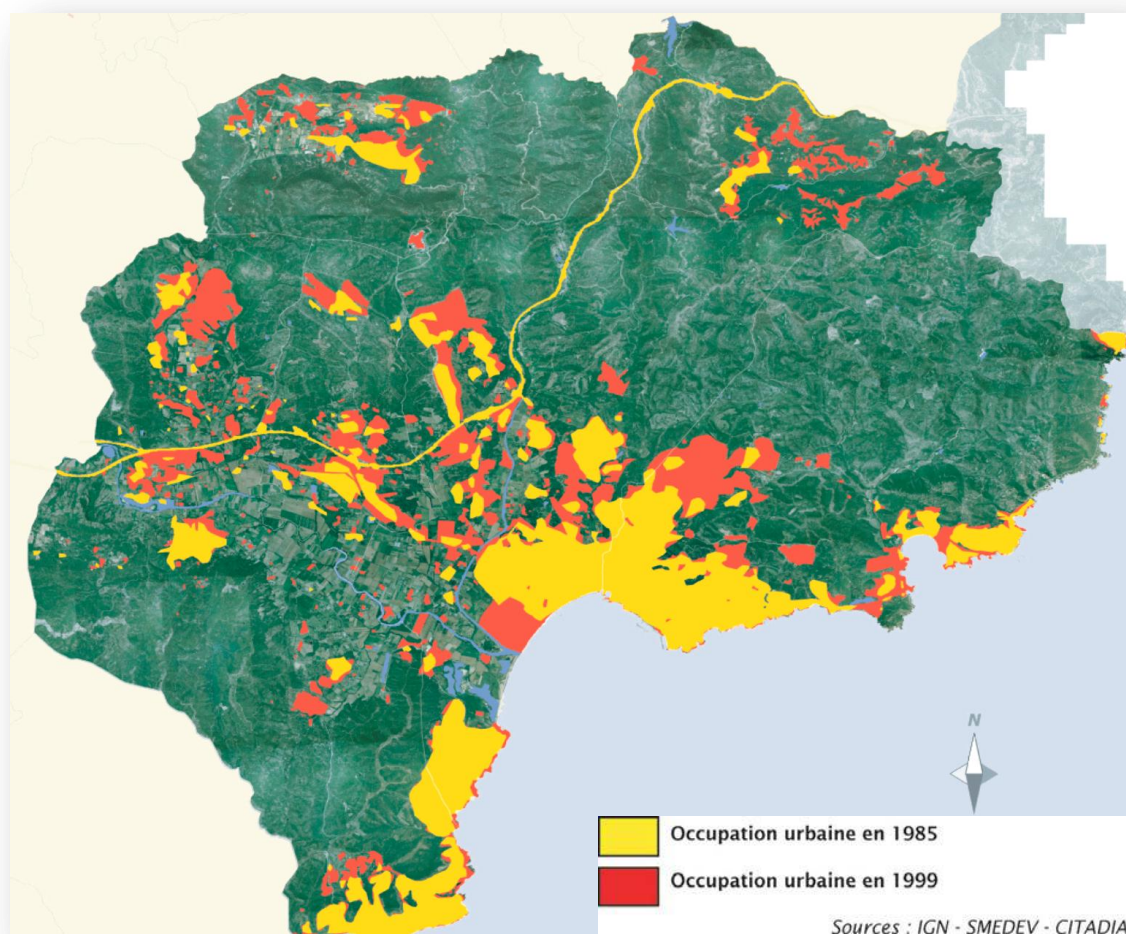 N
Occupation urbaine en 1985
Occupation urbaine en 1999
Sources : IGN - SMEDEV - CITADIA